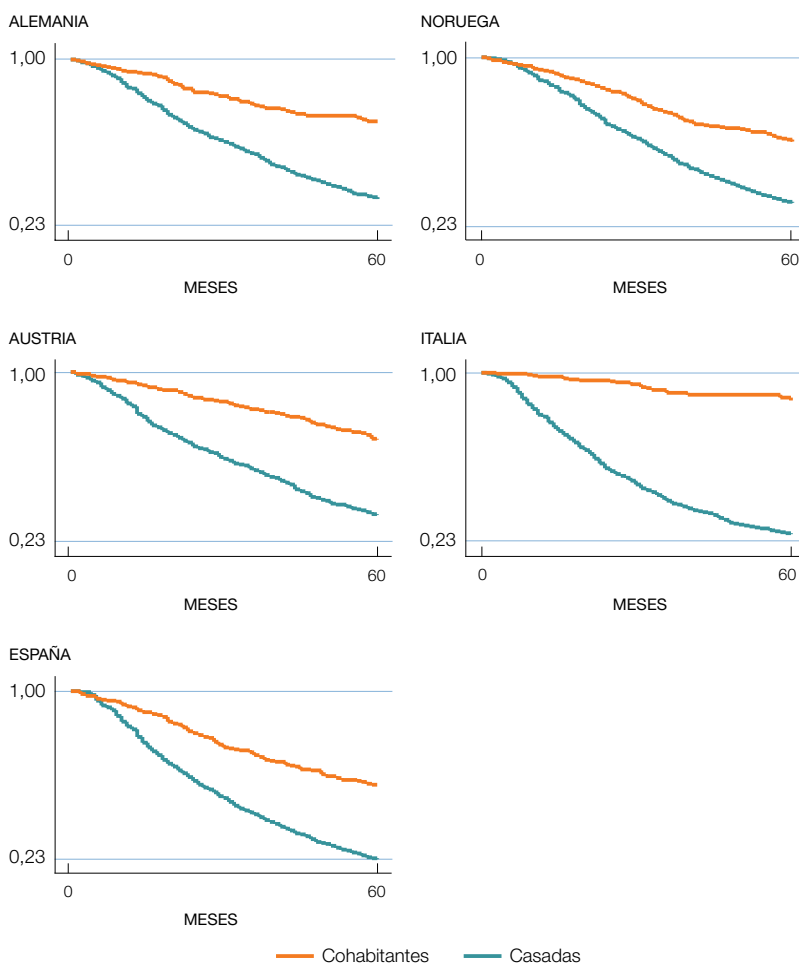 ALEMANIA
1,00
0,23
0
60
MESES
NORUEGA
1,00
0,23
0
60
MESES
AUSTRIA
1,00
0,23
0
60
MESES
ITALIA
1,00
0,23
0
60
MESES
ESPAÑA
1,00
0,23
0
60
MESES
Cohabitantes Casadas